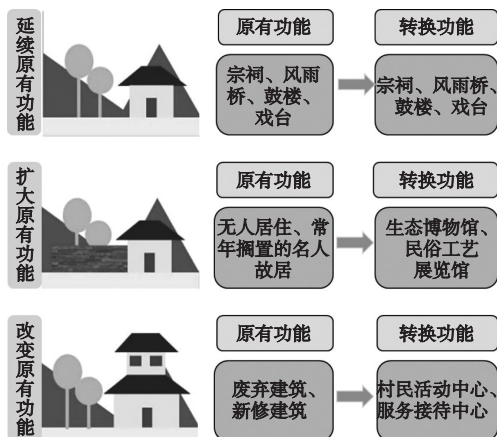 延续原有功能
原有功能
转换功能
宗祠、风雨
桥、鼓楼、
戏台
宗祠、风雨桥、
鼓楼、戏台
扩大原有功能
原有功能
转换功能
无人居住、常
年搁置的名人
故居
生态博物馆、
民俗工艺
展览馆
改变原有功能
原有功能
转换功能
废弃建筑、
新修建筑
村民活动中心、
服务接待中心